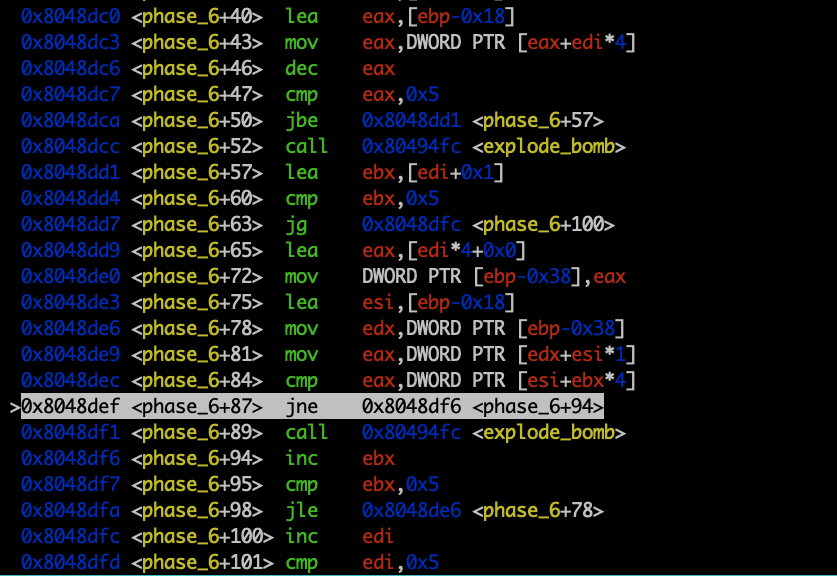 0x8048dc0 <phase_6+40> lea eax,[ebp-0x18]
0x8048dc3 <phase_6+43> mov eax,DWORD PTR [eax+edi*4]
0x8048dc6 <phase_6+46> dec eax
0x8048dc7 <phase_6+47> cmp eax,0x5
0x8048dca <phase_6+50> jbe 0x8048dd1 <phase_6+57>
0x8048dcc <phase_6+52> call 0x80494fc <explode_bomb>
0x8048dd1 <phase_6+57> lea ebx,[edi+0x1]
0x8048dd4 <phase_6+60> cmp ebx,0x5
0x8048dd7 <phase_6+63> jg 0x8048dfc <phase_6+100>
0x8048dd9 <phase_6+65> lea eax,[edi*4+0x0]
0x8048de0 <phase_6+72> mov DWORD PTR [ebp-0x38],eax
0x8048de3 <phase_6+75> lea esi,[ebp-0x18]
0x8048de6 <phase_6+78> mov edx,DWORD PTR [ebp-0x38]
0x8048de9 <phase_6+81> mov eax,DWORD PTR [edx+esi*1]
0x8048dec <phase_6+84> cmp eax,DWORD PTR [esi+ebx*4]
>0x8048def <phase_6+87> jne 0x8048df6 <phase_6+94>
0x8048df1 <phase_6+89> call 0x80494fc <explode_bomb>
0x8048df6 <phase_6+94> inc ebx
0x8048df7 <phase_6+95> cmp ebx,0x5
0x8048dfa <phase_6+98> jle 0x8048de6 <phase_6+78>
0x8048dfc <phase_6+100> inc edi
0x8048dfd <phase_6+101> cmp edi,0x5